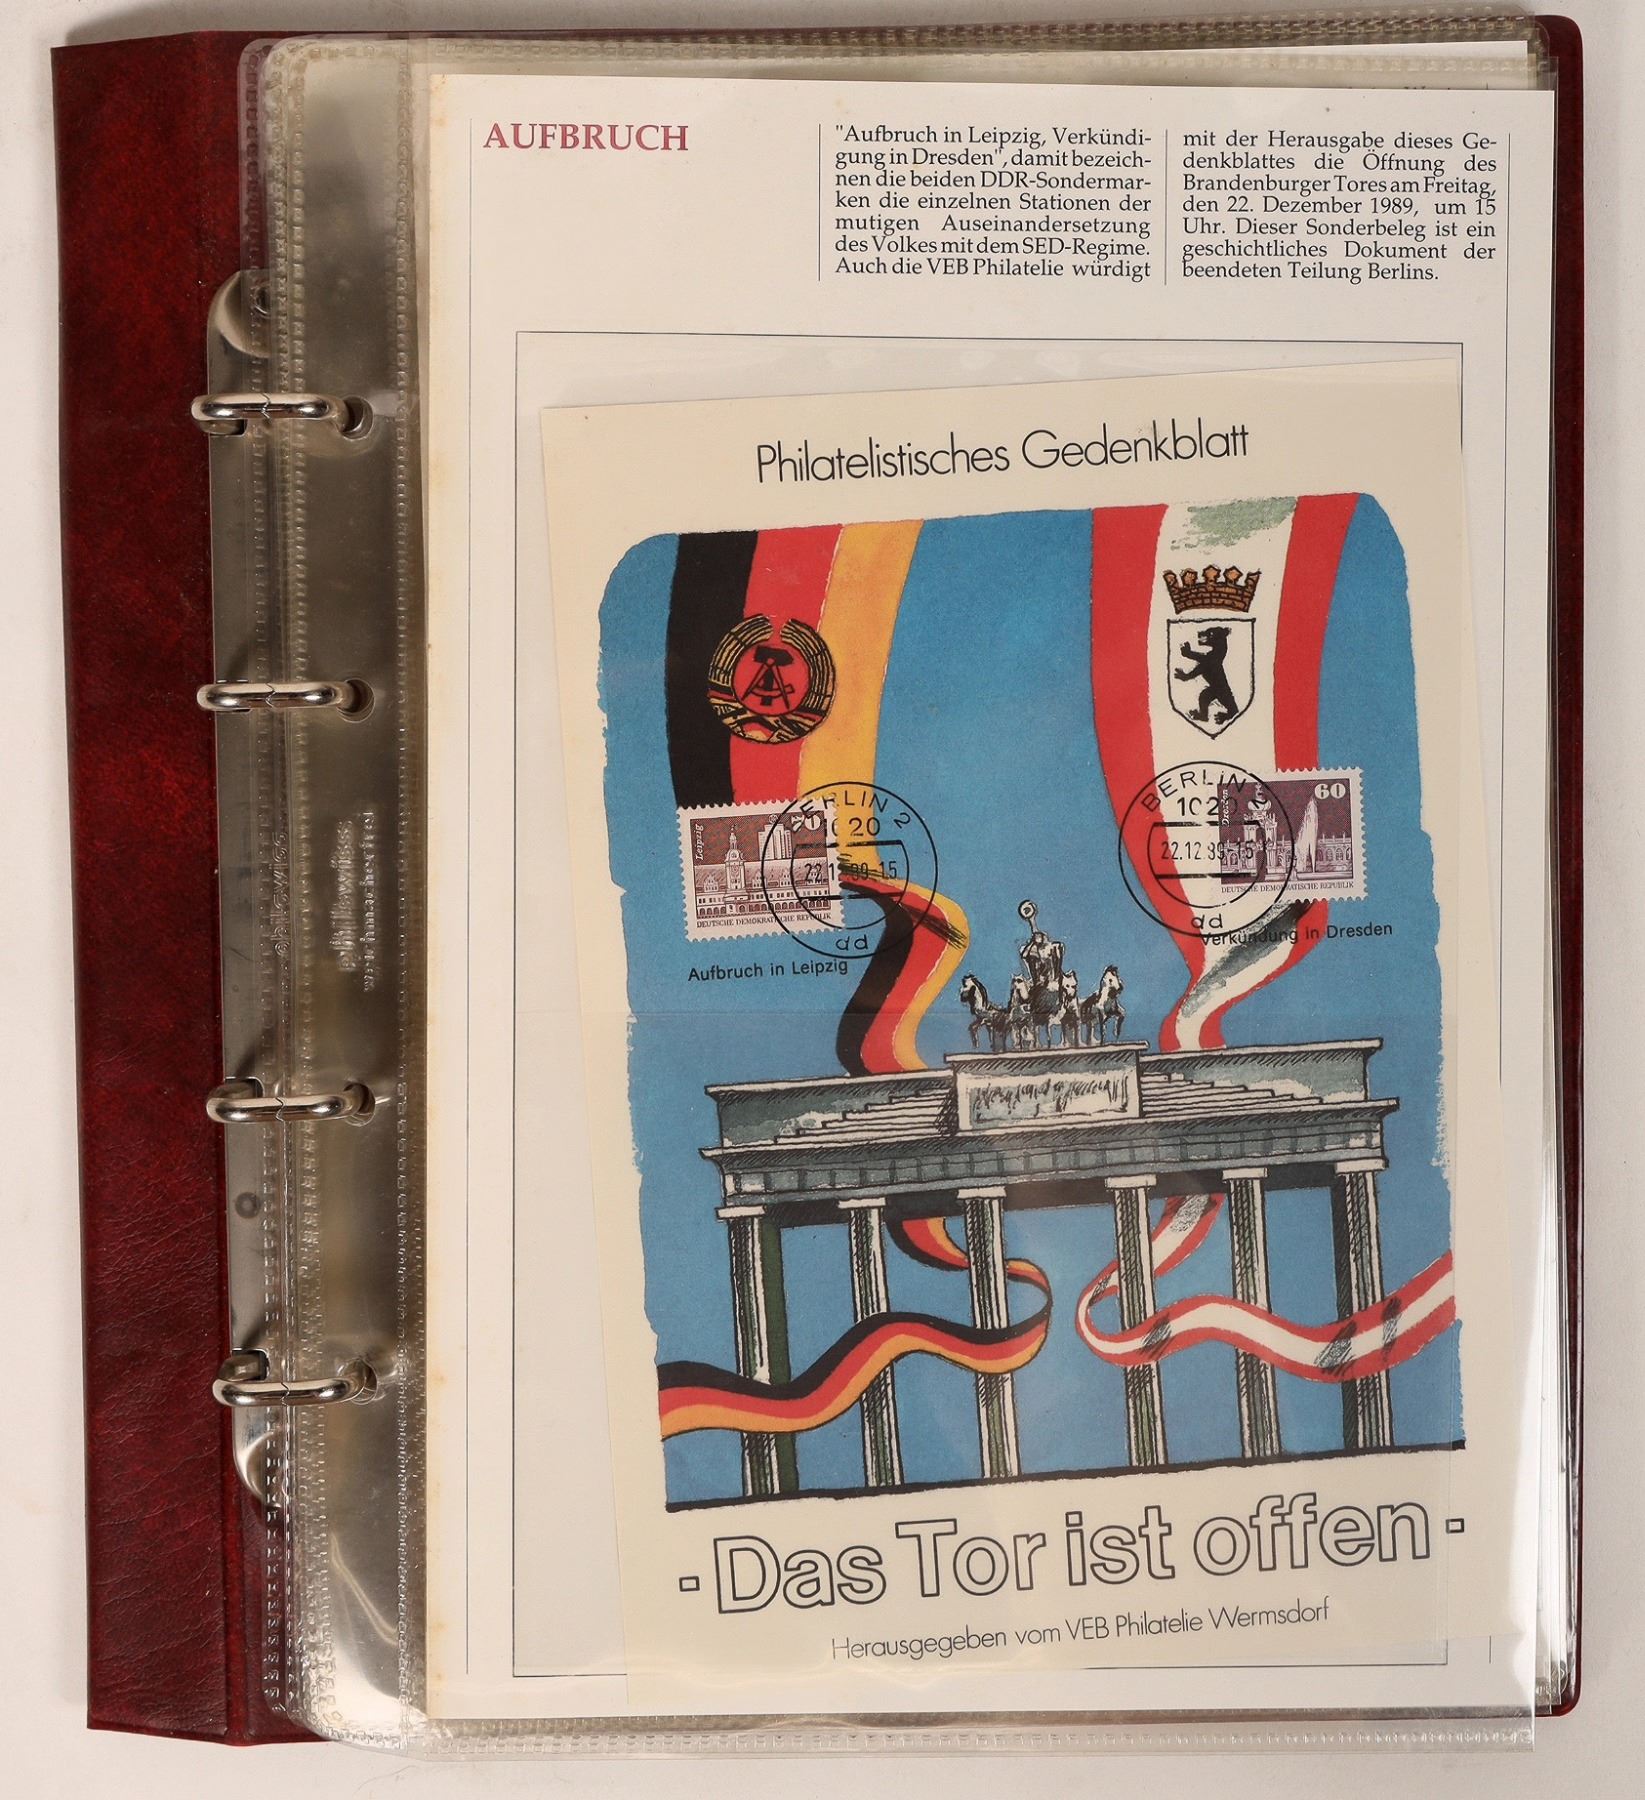 AUFBRUCH
"Aufbruch in Leipzig, Verkündi-
gung in Dresden", damit bezeich-
nen die beiden DDR-Sondermar-
ken die einzelnen Stationen der
mutigen Auseinandersetzung
des Volkes mit dem SED-Regime.
Auch die VEB Philatelie würdigt
mit der Herausgabe dieses Ge-
denkblattes die Öffnung des
Brandenburger Tores am Freitag,
den 22. Dezember 1989, um 15
Uhr. Dieser Sonderbeleg ist ein
geschichtliches Dokument der
beendeten Teilung Berlins.
Philatelistisches Gedenkblatt
Leipzig
DEUTSCHE DEMOKRATISCHE REPUBLIK
BERLIN 2
1020
dd
Aufbruch in Leipzig
BERLIN 2
1020
22.12.89-15
dd
Dresden
60
DEUTSCHE DEMOKRATISCHE REPUBLIK
Verkündung in Dresden
- Das Tor ist offen -
Herausgegeben vom VEB Philatelie Wermsdorf